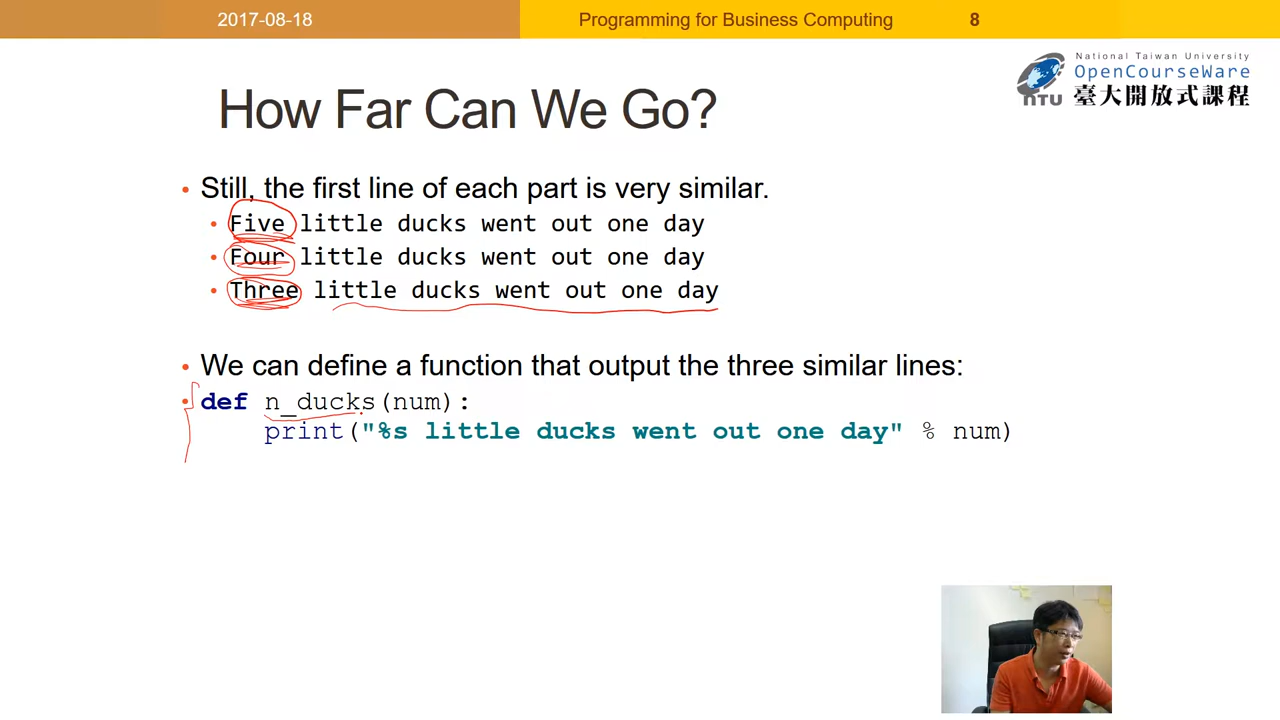 2017-08-18
Programming for Business Computing
8
National Taiwan University
OpenCourseWare
NTU
臺大開放式課程
How Far Can We Go?
• Still, the first line of each part is very similar.
• Five little ducks went out one day
• Four little ducks went out one day
• Three little ducks went out one day
• We can define a function that output the three similar lines:
• def n_ducks(num):
print("%s little ducks went out one day" % num)